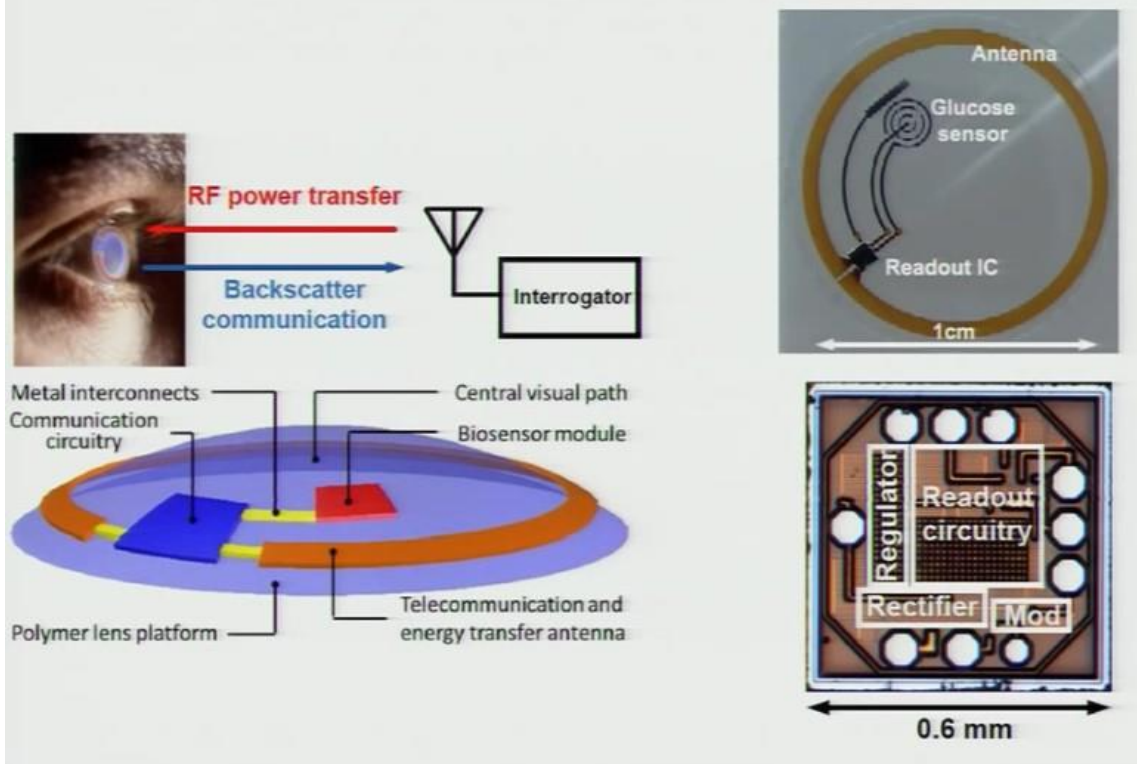 RF power transfer
Backscatter
communication
Interrogator
Antenna
Glucose
sensor
Readout IC
1cm
Metal interconnects
Communication
circuitry
Central visual path
Biosensor module
Polymer lens platform
Telecommunication and
energy transfer antenna
Regulator
Readout
circuitry
Rectifier
Mod
0.6 mm